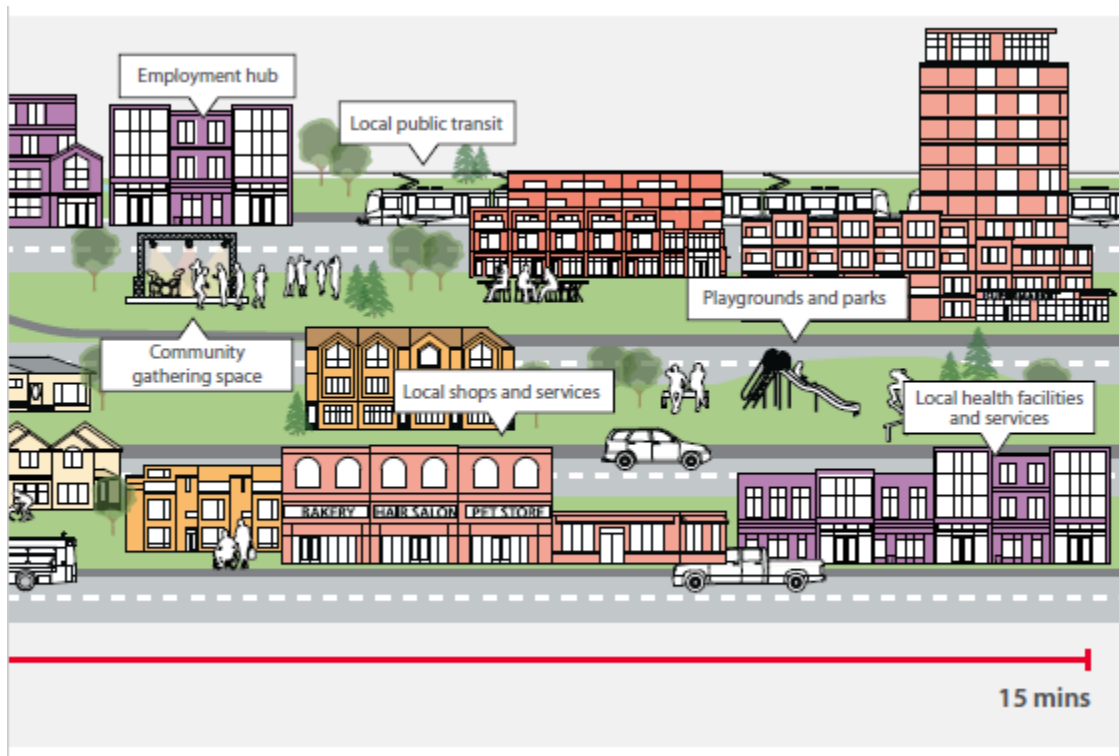 Employment hub
Local public transit
Playgrounds and parks
Community
gathering space
Local shops and services
Local health facilities
and services
BAKERY
HAIR SALON
PET STORE
15 mins